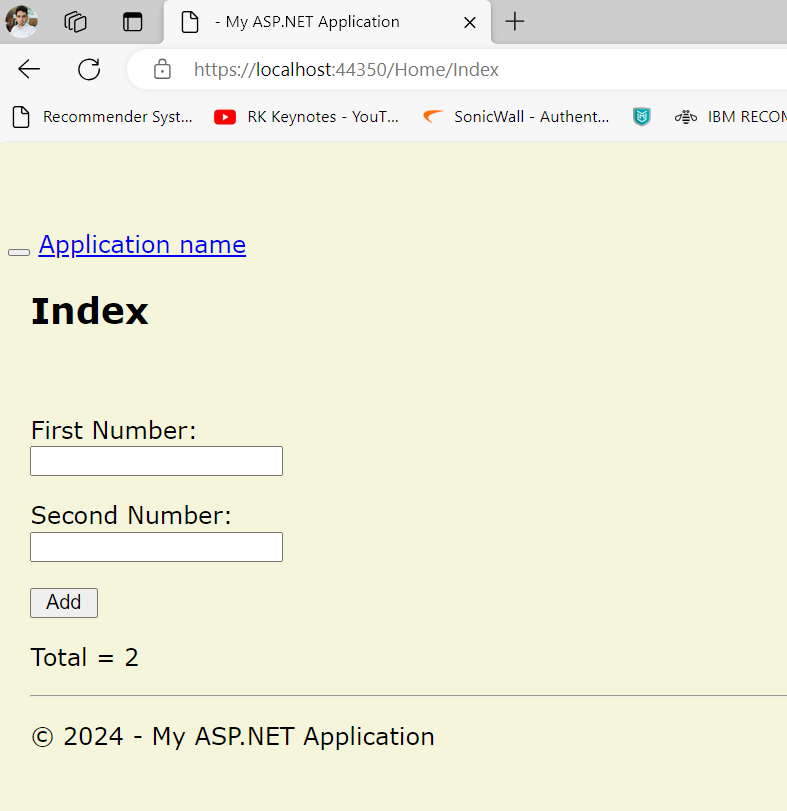 - My ASP.NET Application
https://localhost:44350/Home/Index
Recommender Syst... RK Keynotes - YouT... SonicWall - Authent... IBM RECOM
Application name
Index
First Number:
Second Number:
Add
Total = 2
© 2024 - My ASP.NET Application